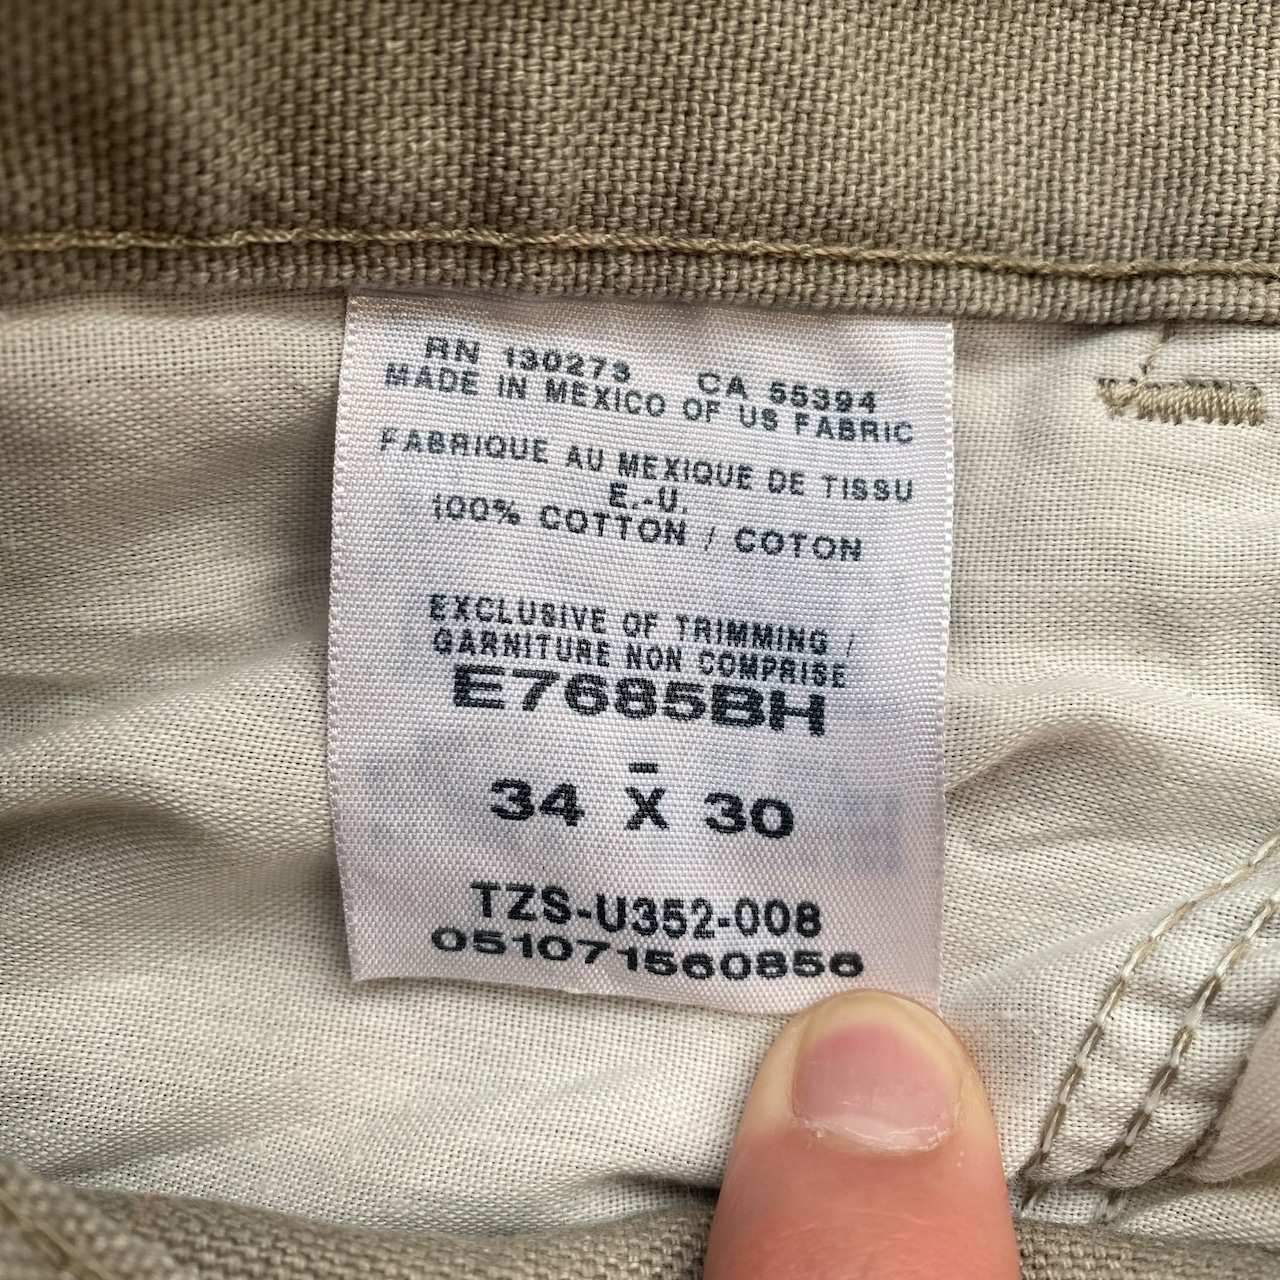 RN 130273 CA 55394
MADE IN MEXICO OF US FABRIC
FABRIQUE AU MEXIQUE DE TISSU
E.-U.
100% COTTON / COTON
EXCLUSIVE OF TRIMMING /
GARNITURE NON COMPRISE
E7685BH
-
34 X 30
TZS-U352-008
051071560856